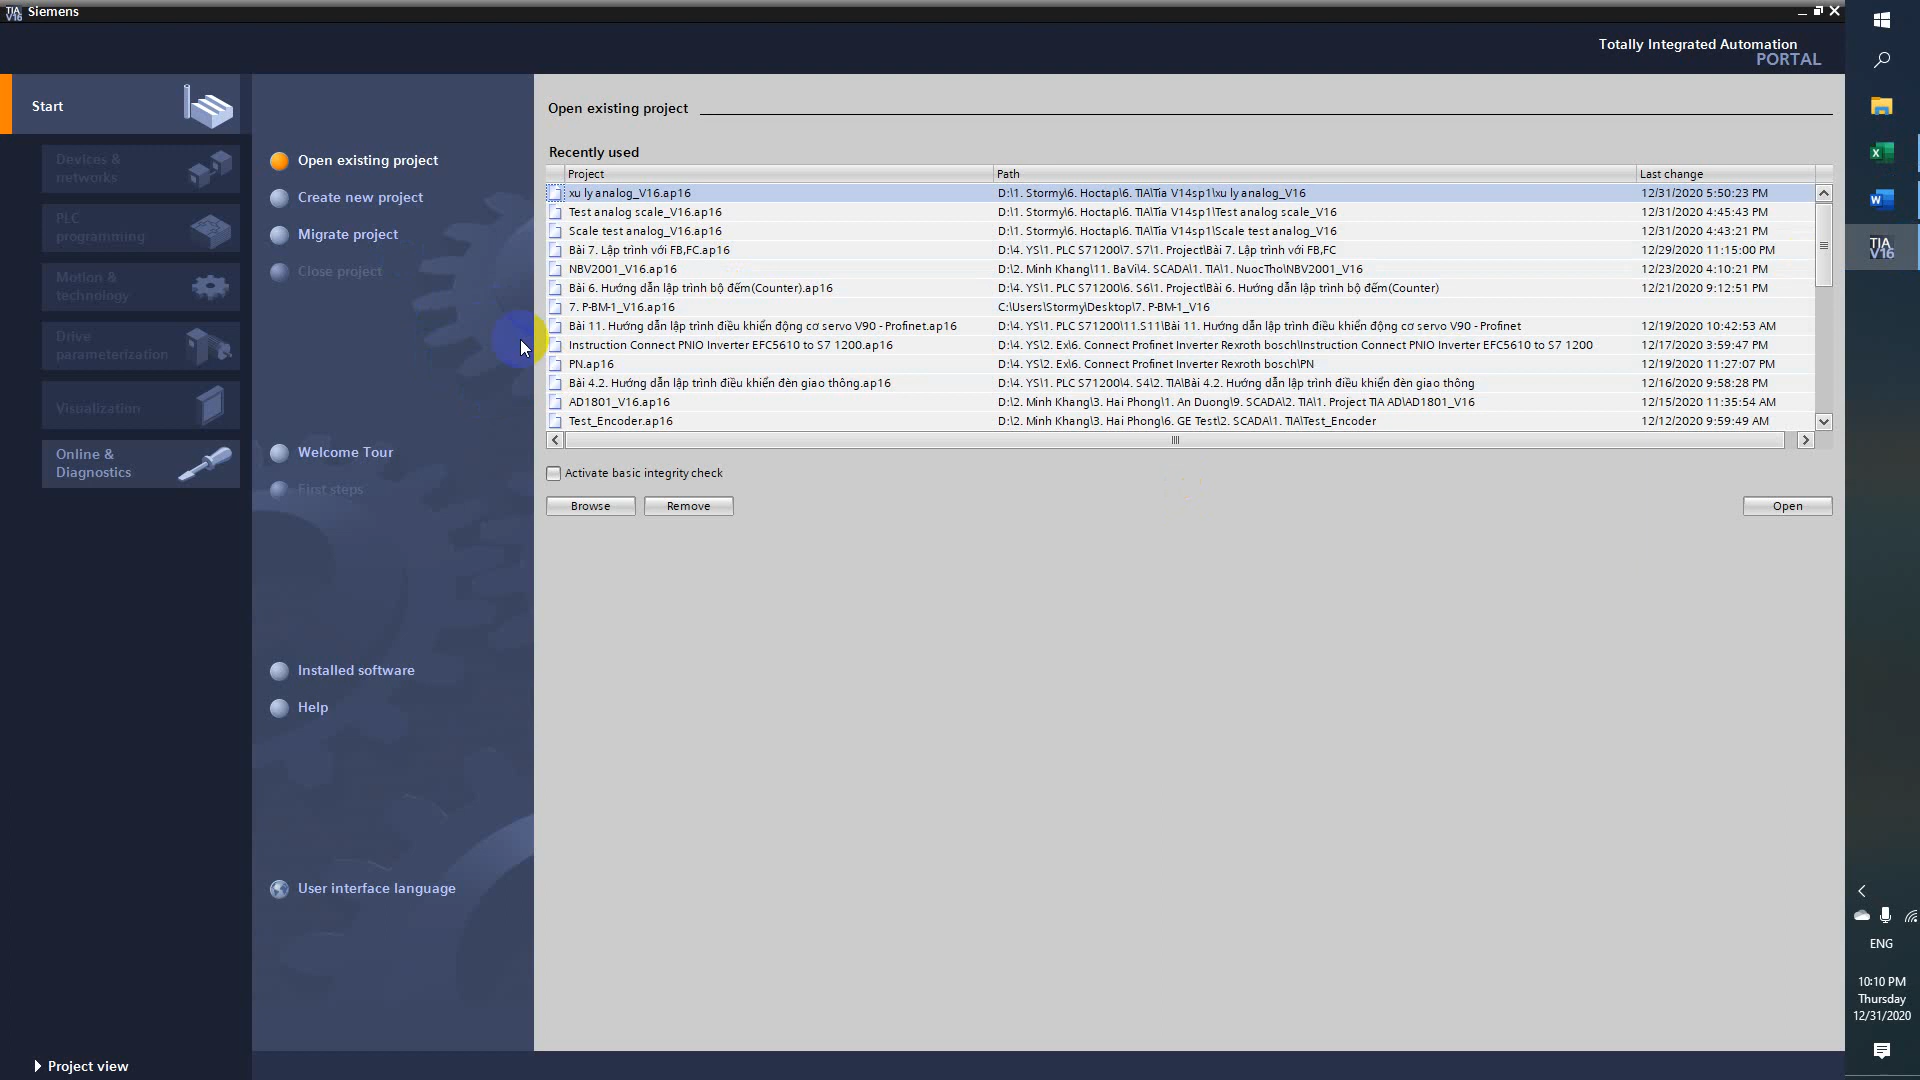 TIA V16 Siemens
Totally Integrated Automation
PORTAL
Start
Devices &
networks
PLC
programming
Motion &
technology
Drive
parameterization
Visualization
Online &
Diagnostics
Open existing project
Create new project
Migrate project
Close project
Welcome Tour
First steps
Installed software
Help
User interface language
Open existing project
Recently used
Project Path Last change
xu ly analog_V16.ap16 D:\1. Stormy\6. Hoctap\6. TIA\Tia V14sp1\xu ly analog_V16 12/31/2020 5:50:23 PM
Test analog scale_V16.ap16 D:\1. Stormy\6. Hoctap\6. TIA\Tia V14sp1\Test analog scale_V16 12/31/2020 4:45:43 PM
Scale test analog_V16.ap16 D:\1. Stormy\6. Hoctap\6. TIA\Tia V14sp1\Scale test analog_V16 12/31/2020 4:43:21 PM
Bài 7. Lập trình với FB,FC.ap16 D:\4. YS\1. PLC S71200\7. S7\1. Project\Bài 7. Lập trình với FB,FC 12/29/2020 11:15:00 PM
NBV2001_V16.ap16 D:\2. Minh Khang\11. BaVi\4. SCADA\1. TIA\1. NuocTho\NBV2001_V16 12/23/2020 4:10:21 PM
Bài 6. Hướng dẫn lập trình bộ đếm(Counter).ap16 D:\4. YS\1. PLC S71200\6. S6\1. Project\Bài 6. Hướng dẫn lập trình bộ đếm(Counter) 12/21/2020 9:12:51 PM
7. P-BM-1_V16.ap16 C:\Users\Stormy\Desktop\7. P-BM-1_V16
Bài 11. Hướng dẫn lập trình điều khiển động cơ servo V90 - Profinet.ap16 D:\4. YS\1. PLC S71200\11.S11\Bài 11. Hướng dẫn lập trình điều khiển động cơ servo V90 - Profinet 12/19/2020 10:42:53 AM
Instruction Connect PNIO Inverter EFC5610 to S7 1200.ap16 D:\4. YS\2. Ex\6. Connect Profinet Inverter Rexroth bosch\Instruction Connect PNIO Inverter EFC5610 to S7 1200 12/17/2020 3:59:47 PM
PN.ap16 D:\4. YS\2. Ex\6. Connect Profinet Inverter Rexroth bosch\PN 12/19/2020 11:27:07 PM
Bài 4.2. Hướng dẫn lập trình điều khiển đèn giao thông.ap16 D:\4. YS\1. PLC S71200\4. S4\2. TIA\Bài 4.2. Hướng dẫn lập trình điều khiển đèn giao thông 12/16/2020 9:58:28 PM
AD1801_V16.ap16 D:\2. Minh Khang\3. Hai Phong\1. An Duong\9. SCADA\2. TIA\1. Project TIA AD\AD1801_V16 12/15/2020 11:35:54 AM
Test_Encoder.ap16 D:\2. Minh Khang\3. Hai Phong\6. GE Test\2. SCADA\1. TIA\Test_Encoder 12/12/2020 9:59:49 AM
Activate basic integrity check
Browse Remove Open
Project view
TIA
V16
ENG
10:10 PM
Thursday
12/31/2020